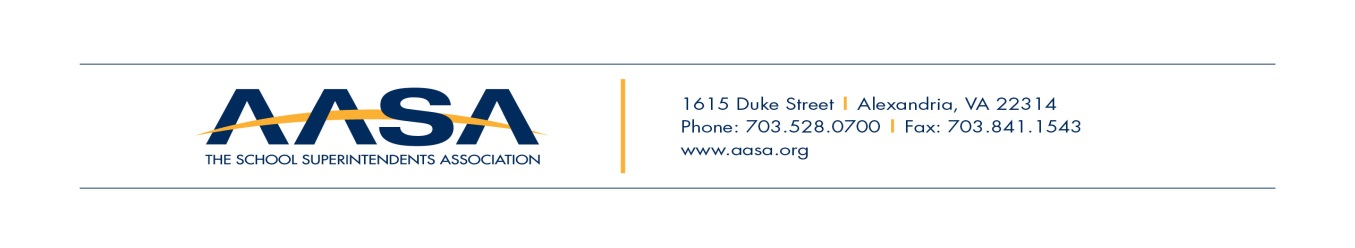 AASA
THE SCHOOL SUPERINTENDENTS ASSOCIATION
1615 Duke Street | Alexandria, VA 22314
Phone: 703.528.0700 | Fax: 703.841.1543
www.aasa.org